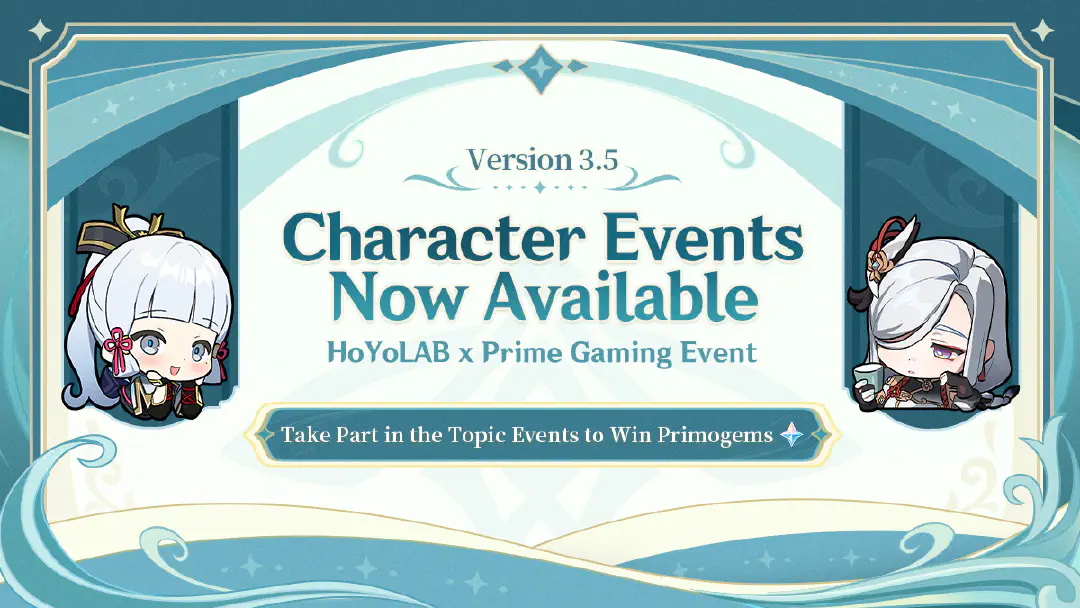 Version 3.5
Character Events
Now Available
HoYoLAB x Prime Gaming Event
Take Part in the Topic Events to Win Primogems